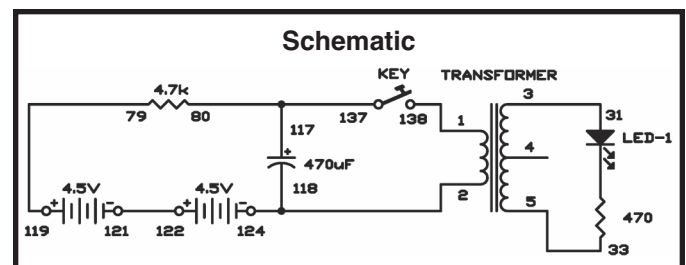 Schematic
KEY TRANSFORMER
4.7k
3
79 80 137 138 1 31
117
LED-1
4
470uF
118
4.5V 4.5V
2 5 470
119 121 122 124
33